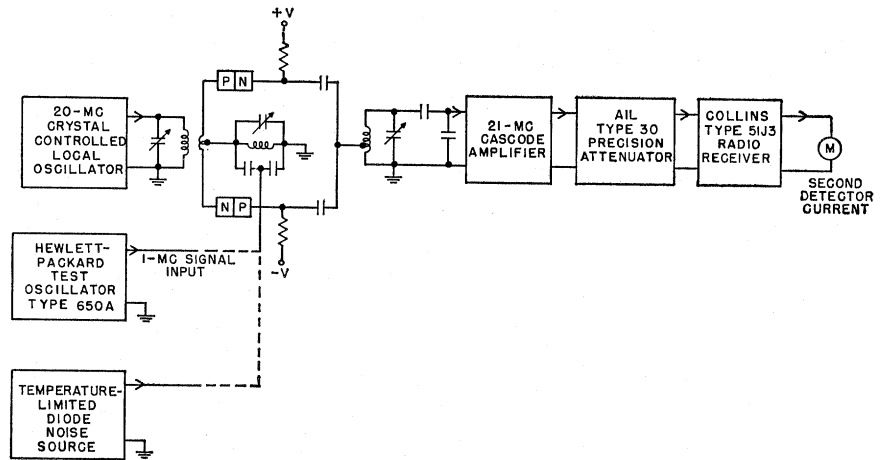 +V
P N
20-MC
CRYSTAL
CONTROLLED
LOCAL
OSCILLATOR
21-MC
CASCODE
AMPLIFIER
AIL
TYPE 30
PRECISION
ATTENUATOR
COLLINS
TYPE 51J3
RADIO
RECEIVER
M
SECOND
DETECTOR
CURRENT
N P
-V
HEWLETT-
PACKARD
TEST
OSCILLATOR
TYPE 650A
1-MC SIGNAL
INPUT
TEMPERATURE-
LIMITED
DIODE
NOISE
SOURCE